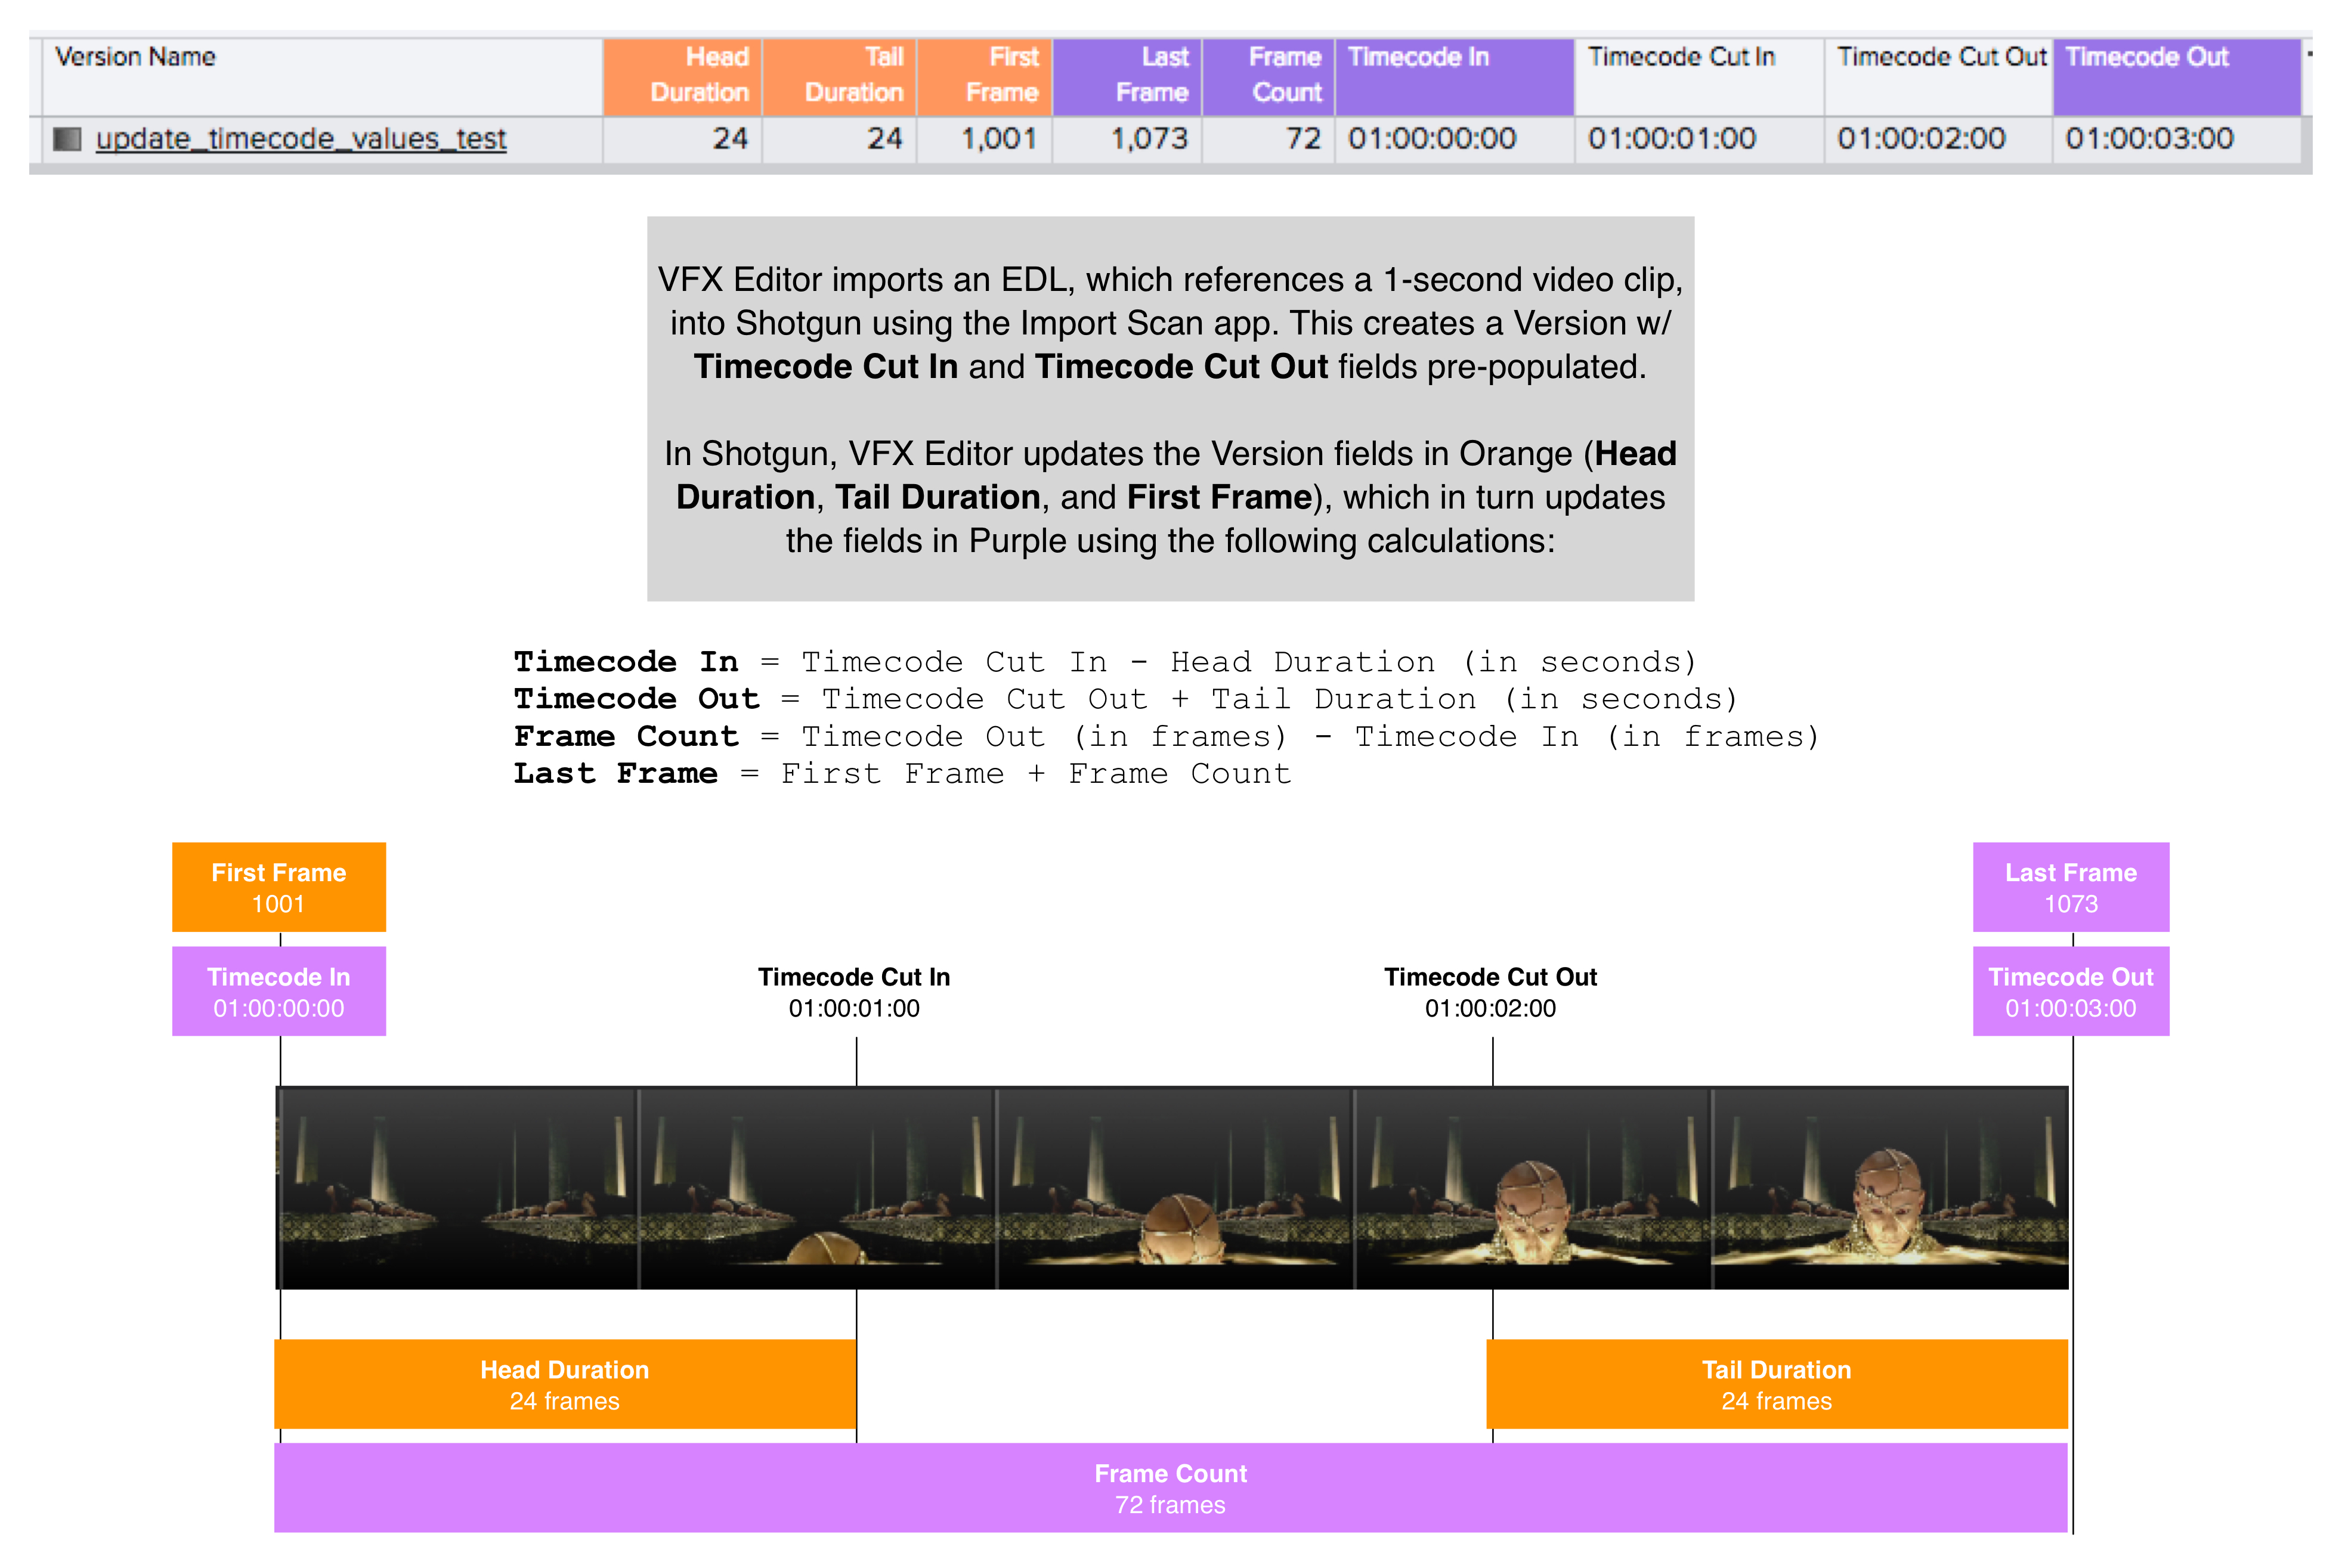 Version Name
Head Duration
Tail Duration
First Frame
Last Frame
Frame Count
Timecode In
Timecode Cut In
Timecode Cut Out
Timecode Out
update_timecode_values_test 24 24 1,001 1,073 72 01:00:00:00 01:00:01:00 01:00:02:00 01:00:03:00
VFX Editor imports an EDL, which references a 1-second video clip,
into Shotgun using the Import Scan app. This creates a Version w/
Timecode Cut In and Timecode Cut Out fields pre-populated.
In Shotgun, VFX Editor updates the Version fields in Orange (Head
Duration, Tail Duration, and First Frame), which in turn updates
the fields in Purple using the following calculations:
Timecode In = Timecode Cut In - Head Duration (in seconds)
Timecode Out = Timecode Cut Out + Tail Duration (in seconds)
Frame Count = Timecode Out (in frames) - Timecode In (in frames)
Last Frame = First Frame + Frame Count
First Frame
1001
Last Frame
1073
Timecode In
01:00:00:00
Timecode Cut In
01:00:01:00
Timecode Cut Out
01:00:02:00
Timecode Out
01:00:03:00
Head Duration
24 frames
Tail Duration
24 frames
Frame Count
72 frames